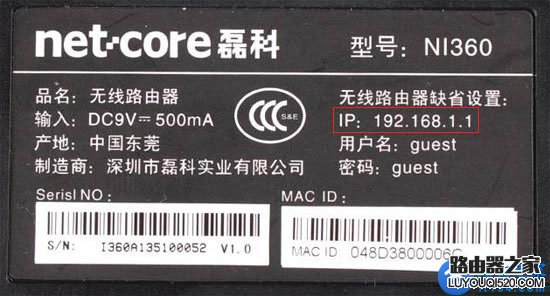 net-core 磊科
型号：NI360
品名：无线路由器
输入：DC9V⎓500mA
产地：中国东莞
制造商：深圳市磊科实业有限公司
S&E
无线路由器缺省设置：
IP：192.168.1.1
用户名：guest
密码：guest
Serisl NO：
S/N: I360A135100052 V1.0
MAC ID：
MAC ID 048D3800006C
路由器之家
LUYOUQI520.COM